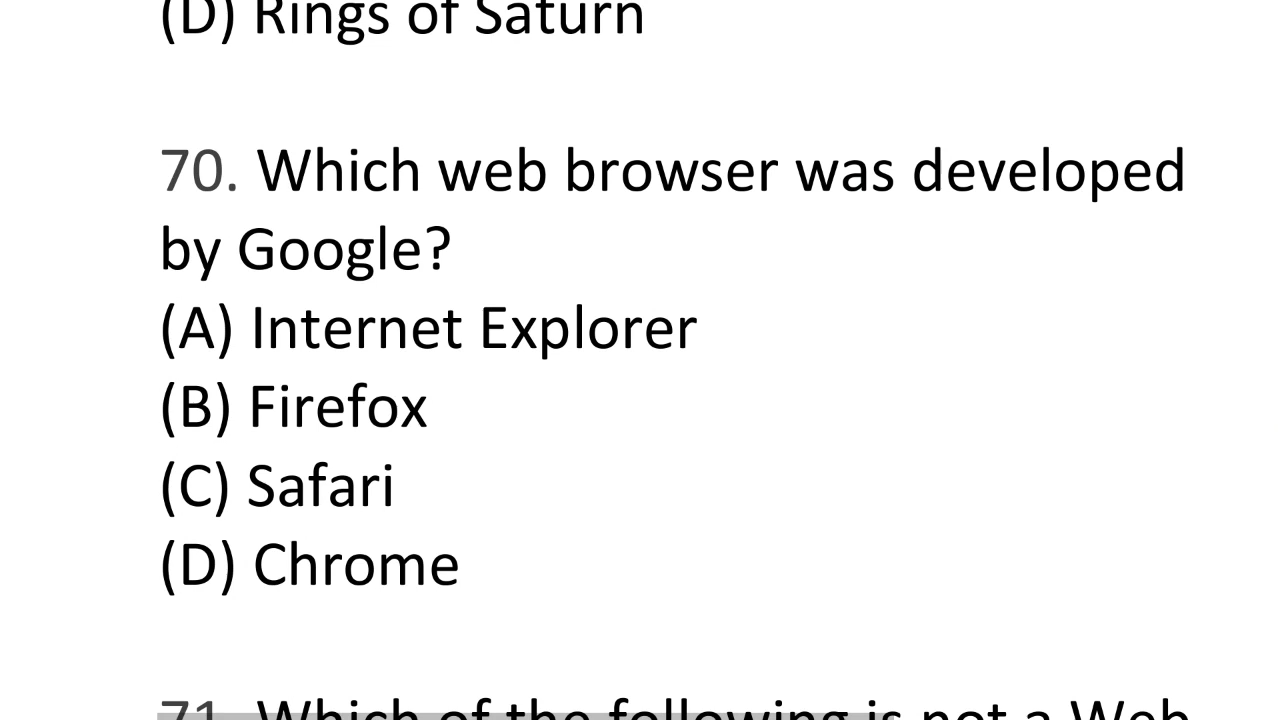 (D) Rings of Saturn
70. Which web browser was developed
by Google?
(A) Internet Explorer
(B) Firefox
(C) Safari
(D) Chrome
71. Which of the following is not a Web